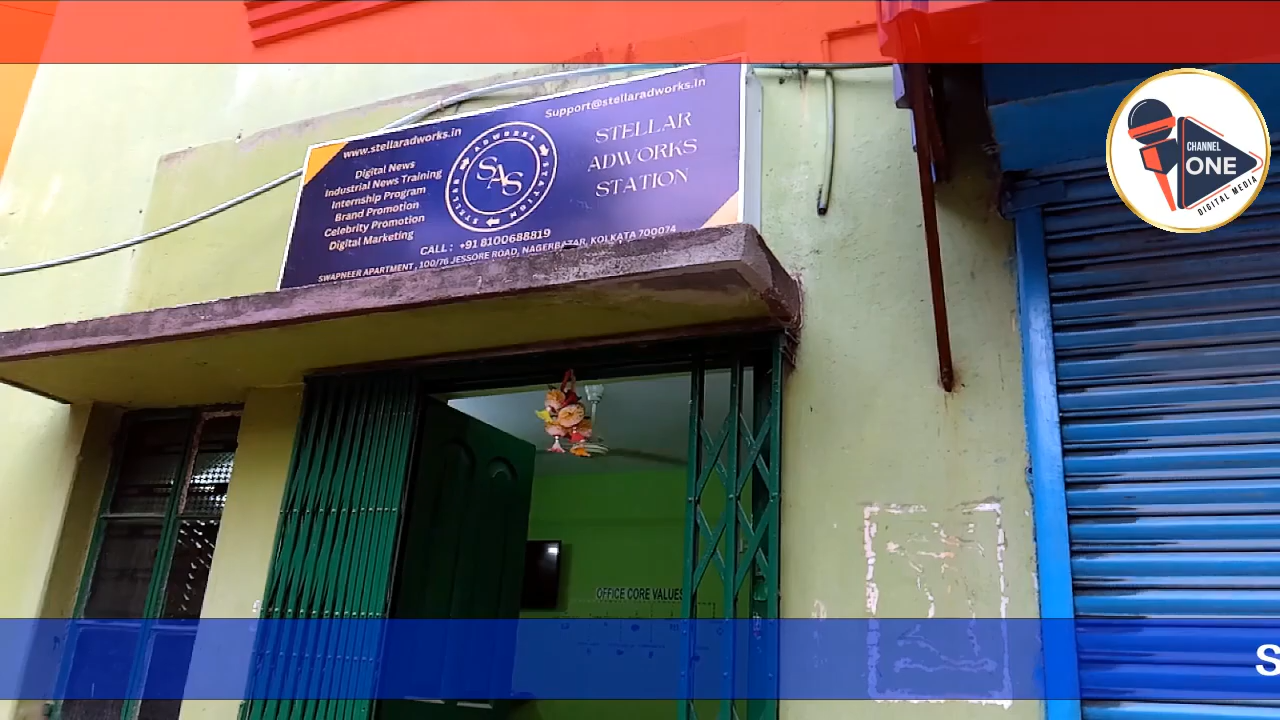 Support@stellaradworks.in
www.stellaradworks.in
Digital News
Industrial News Training
Internship Program
Brand Promotion
Celebrity Promotion
Digital Marketing
ADWORKS STATION STELLER
SAS
STELLAR
ADWORKS
STATION
CALL : +91 8100688819
SWAPNEER APARTMENT, 100/76 JESSORE ROAD, NAGERBAZAR, KOLKATA 700074
CHANNEL
ONE
DIGITAL MEDIA
OFFICE CORE VALUES
S